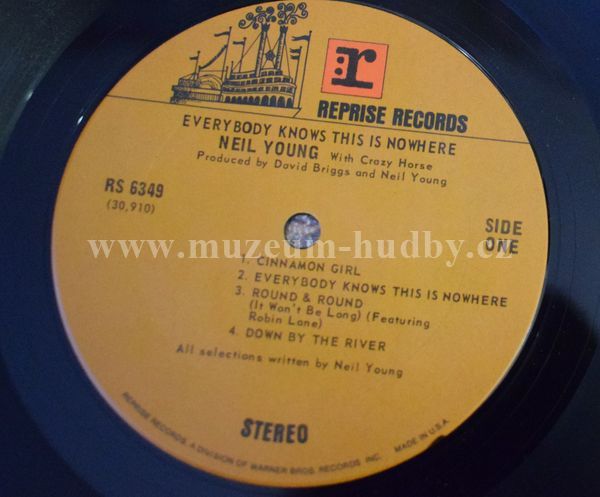 r
REPRISE RECORDS
EVERYBODY KNOWS THIS IS NOWHERE
NEIL YOUNG With Crazy Horse
Produced by David Briggs and Neil Young
RS 6349
(30,910)
SIDE
ONE
www.muzeum-hudby.cz
1. CINNAMON GIRL
2. EVERYBODY KNOWS THIS IS NOWHERE
3. ROUND & ROUND
(It Won't Be Long) (Featuring
Robin Lane)
4. DOWN BY THE RIVER
All selections written by Neil Young
STEREO
REPRISE RECORDS, A DIVISION OF WARNER BROS. RECORDS INC. MADE IN U.S.A.